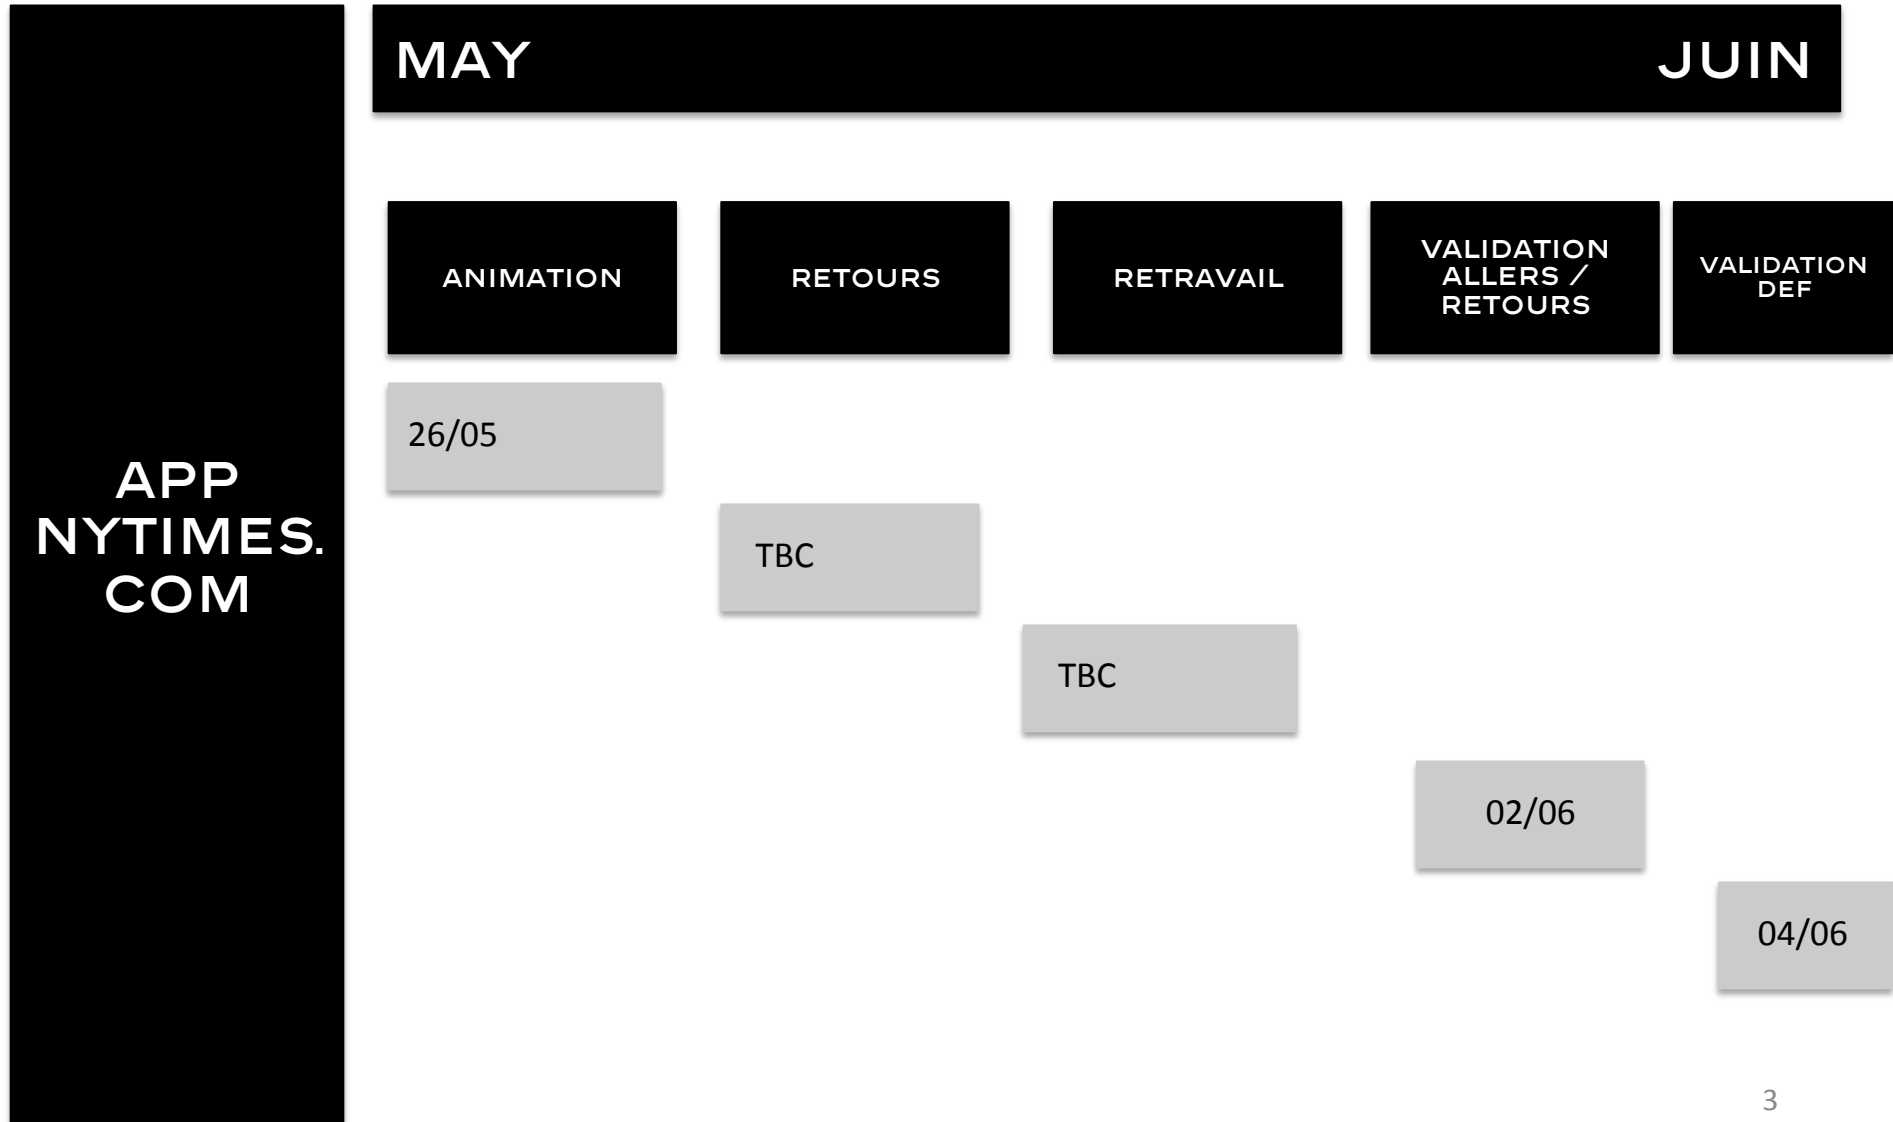 MAY
JUIN
APP
NYTIMES.
COM
ANIMATION
RETOURS
RETRAVAIL
VALIDATION
ALLERS /
RETOURS
VALIDATION
DEF
26/05
TBC
TBC
02/06
04/06
3